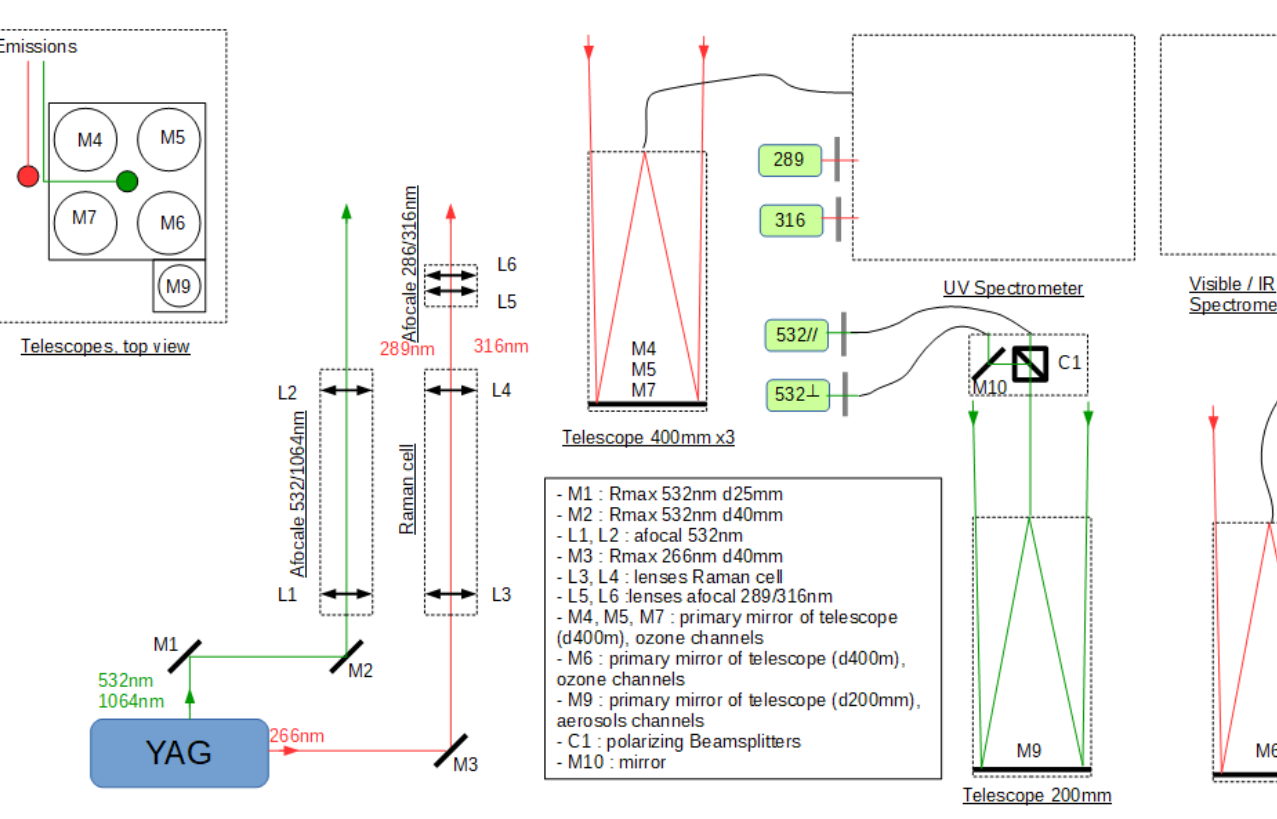 Emissions
M4
M5
M7
M6
M9
Telescopes, top view
Afocale 286/316nm
L6
L5
289nm
316nm
L2
L4
Afocale 532/1064nm
Raman cell
L1
L3
M1
M2
532nm
1064nm
YAG
266nm
M3
M4
M5
M7
Telescope 400mm x3
289
316
UV Spectrometer
Visible / IR
Spectrome
532//
532⊥
C1
M10
- M1 : Rmax 532nm d25mm
- M2 : Rmax 532nm d40mm
- L1, L2 : afocal 532nm
- M3 : Rmax 266nm d40mm
- L3, L4 : lenses Raman cell
- L5, L6 :lenses afocal 289/316nm
- M4, M5, M7 : primary mirror of telescope
(d400m), ozone channels
- M6 : primary mirror of telescope (d400m),
ozone channels
- M9 : primary mirror of telescope (d200mm),
aerosols channels
- C1 : polarizing Beamsplitters
- M10 : mirror
M9
Telescope 200mm
M6